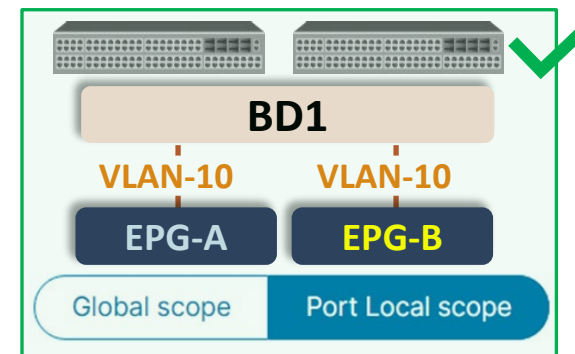 BD1
VLAN-10 VLAN-10
EPG-A EPG-B
Global scope Port Local scope